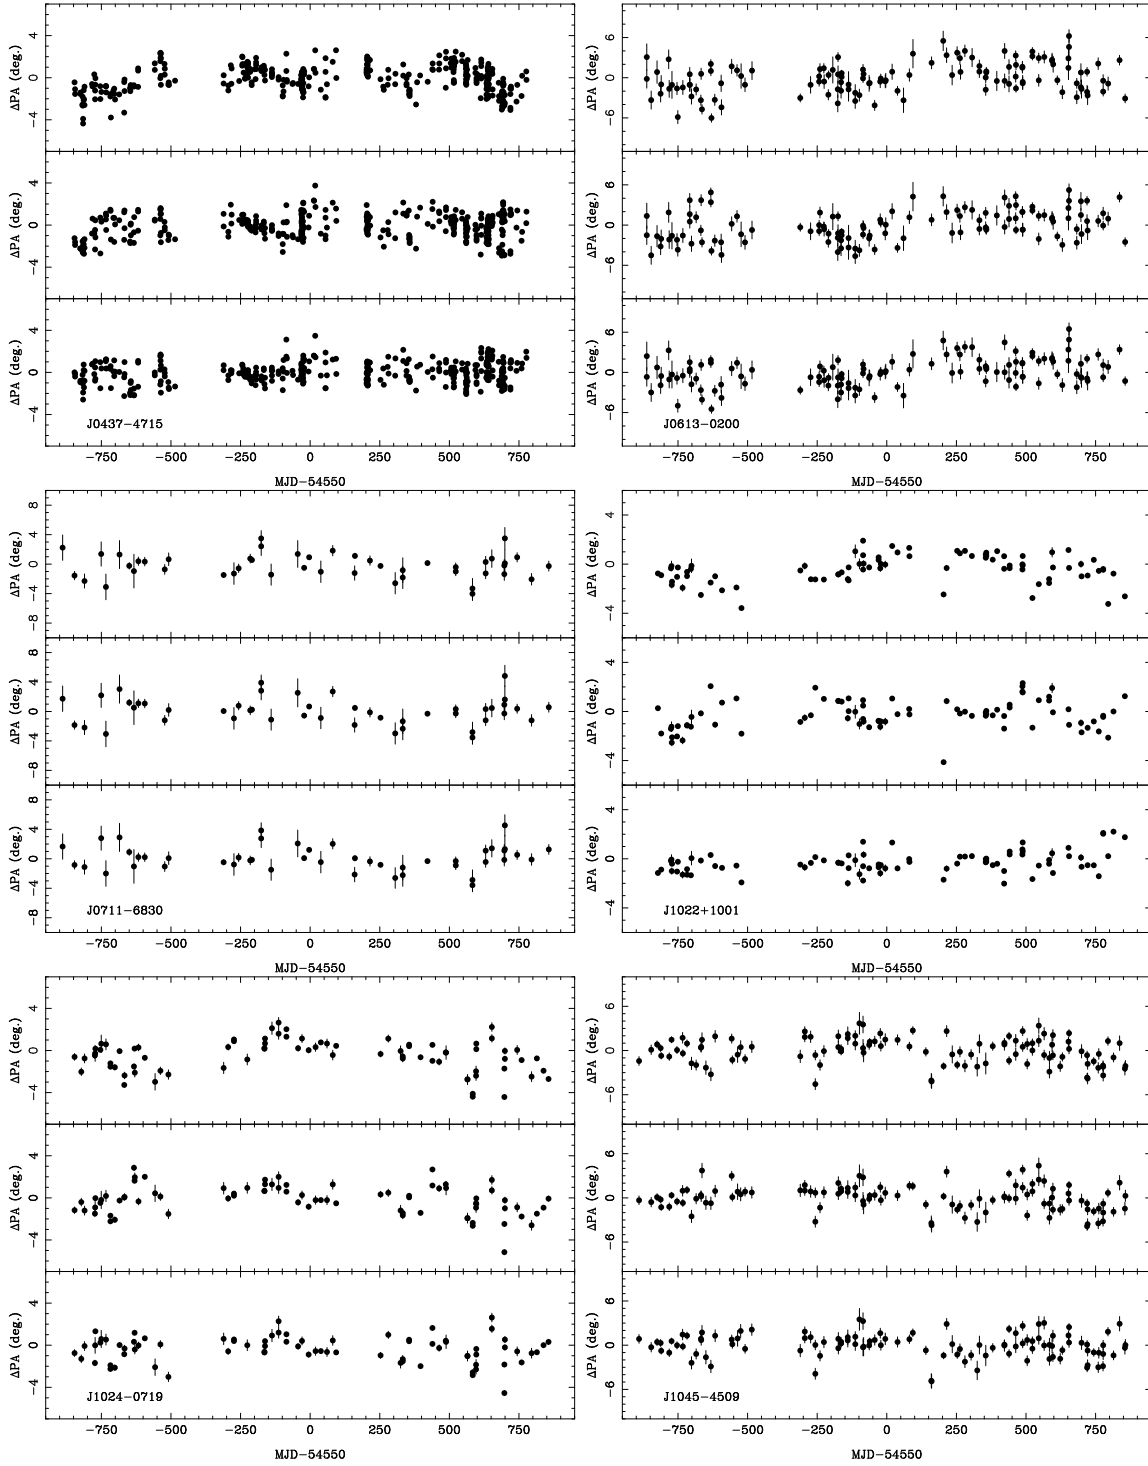 4 0 −4 ΔPA (deg.)
4 0 −4 ΔPA (deg.)
4 0 −4 ΔPA (deg.)
J0437−4715
−750 −500 −250 0 250 500 750
MJD−54550
6 0 −6 ΔPA (deg.)
6 0 −6 ΔPA (deg.)
6 0 −6 ΔPA (deg.)
J0613−0200
−750 −500 −250 0 250 500 750
MJD−54550
8 4 0 −4 −8 ΔPA (deg.)
8 4 0 −4 −8 ΔPA (deg.)
8 4 0 −4 −8 ΔPA (deg.)
J0711−6830
−750 −500 −250 0 250 500 750
MJD−54550
4 0 −4 ΔPA (deg.)
4 0 −4 ΔPA (deg.)
4 0 −4 ΔPA (deg.)
J1022+1001
−750 −500 −250 0 250 500 750
MJD−54550
4 0 −4 ΔPA (deg.)
4 0 −4 ΔPA (deg.)
4 0 −4 ΔPA (deg.)
J1024−0719
−750 −500 −250 0 250 500 750
MJD−54550
6 0 −6 ΔPA (deg.)
6 0 −6 ΔPA (deg.)
6 0 −6 ΔPA (deg.)
J1045−4509
−750 −500 −250 0 250 500 750
MJD−54550